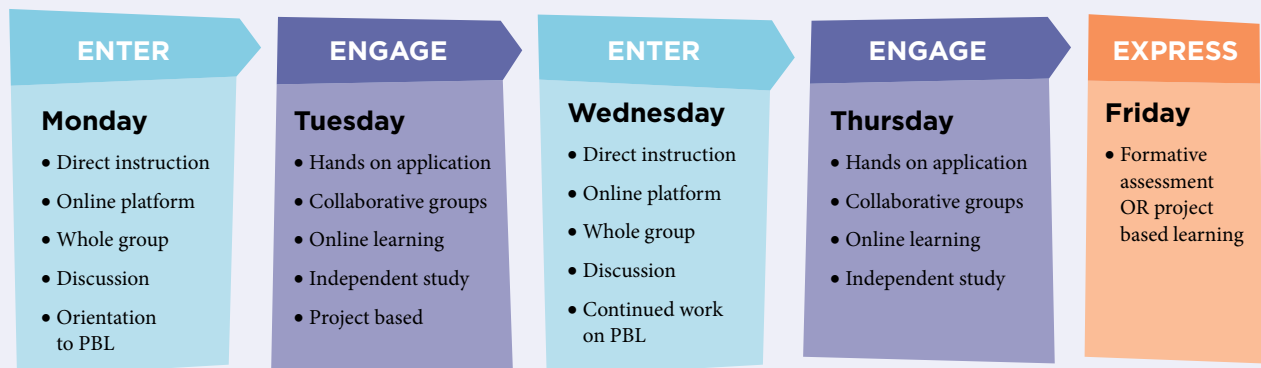 ENTER
Monday
• Direct instruction
• Online platform
• Whole group
• Discussion
• Orientation
to PBL
ENGAGE
Tuesday
• Hands on application
• Collaborative groups
• Online learning
• Independent study
• Project based
ENTER
Wednesday
• Direct instruction
• Online platform
• Whole group
• Discussion
• Continued work
on PBL
ENGAGE
Thursday
• Hands on application
• Collaborative groups
• Online learning
• Independent study
EXPRESS
Friday
• Formative
assessment
OR project
based learning